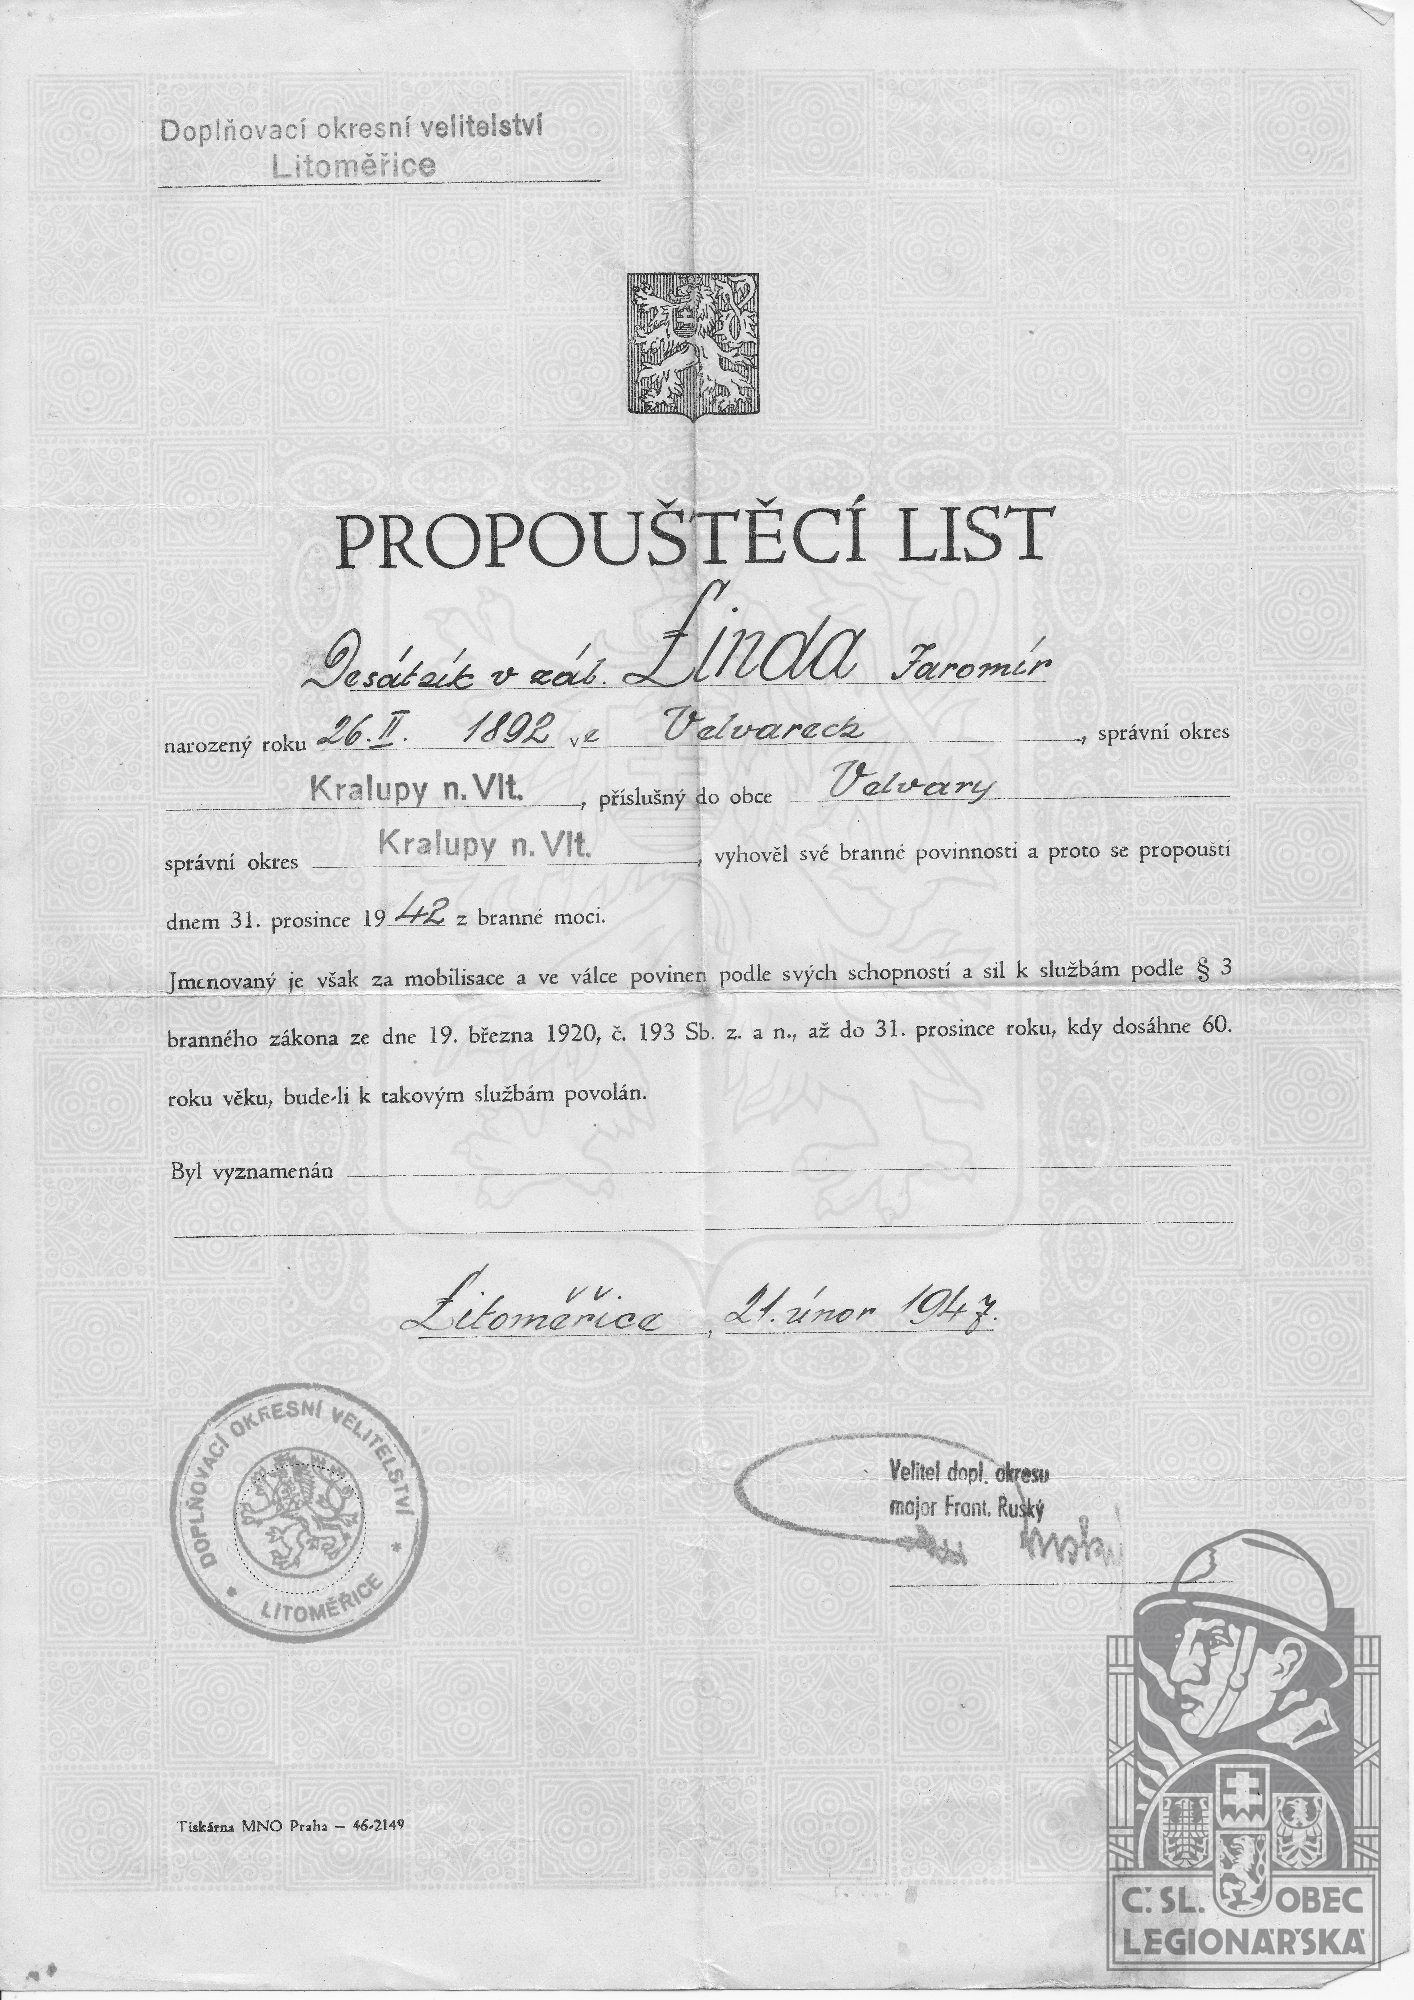 Doplňovací okresní velitelství
Litoměřice
PROPOUŠTĚCÍ LIST
Desátník v zál. Linda Jaromír
narozený roku 26. II. 1892 ve Velvarech, správní okres
Kralupy n. Vlt., příslušný do obce Velvary
správní okres Kralupy n. Vlt., vyhověl své branné povinnosti a proto se propouští
dnem 31. prosince 1942 z branné moci.
Jmenovaný je však za mobilisace a ve válce povinen podle svých schopností a sil k službám podle § 3
branného zákona ze dne 19. března 1920, č. 193 Sb. z. a n., až do 31. prosince roku, kdy dosáhne 60.
roku věku, bude-li k takovým službám povolán.
Byl vyznamenán
Litoměřice, 21. únor 1947.
DOPLŇOVACÍ OKRESNÍ VELITELSTVÍ
* LITOMĚŘICE *
Velitel dopl. okresu
major Frant. Ruský
Tiskárna MNO Praha — 46-2149
Č. SL. OBEC
LEGIONÁŘSKÁ